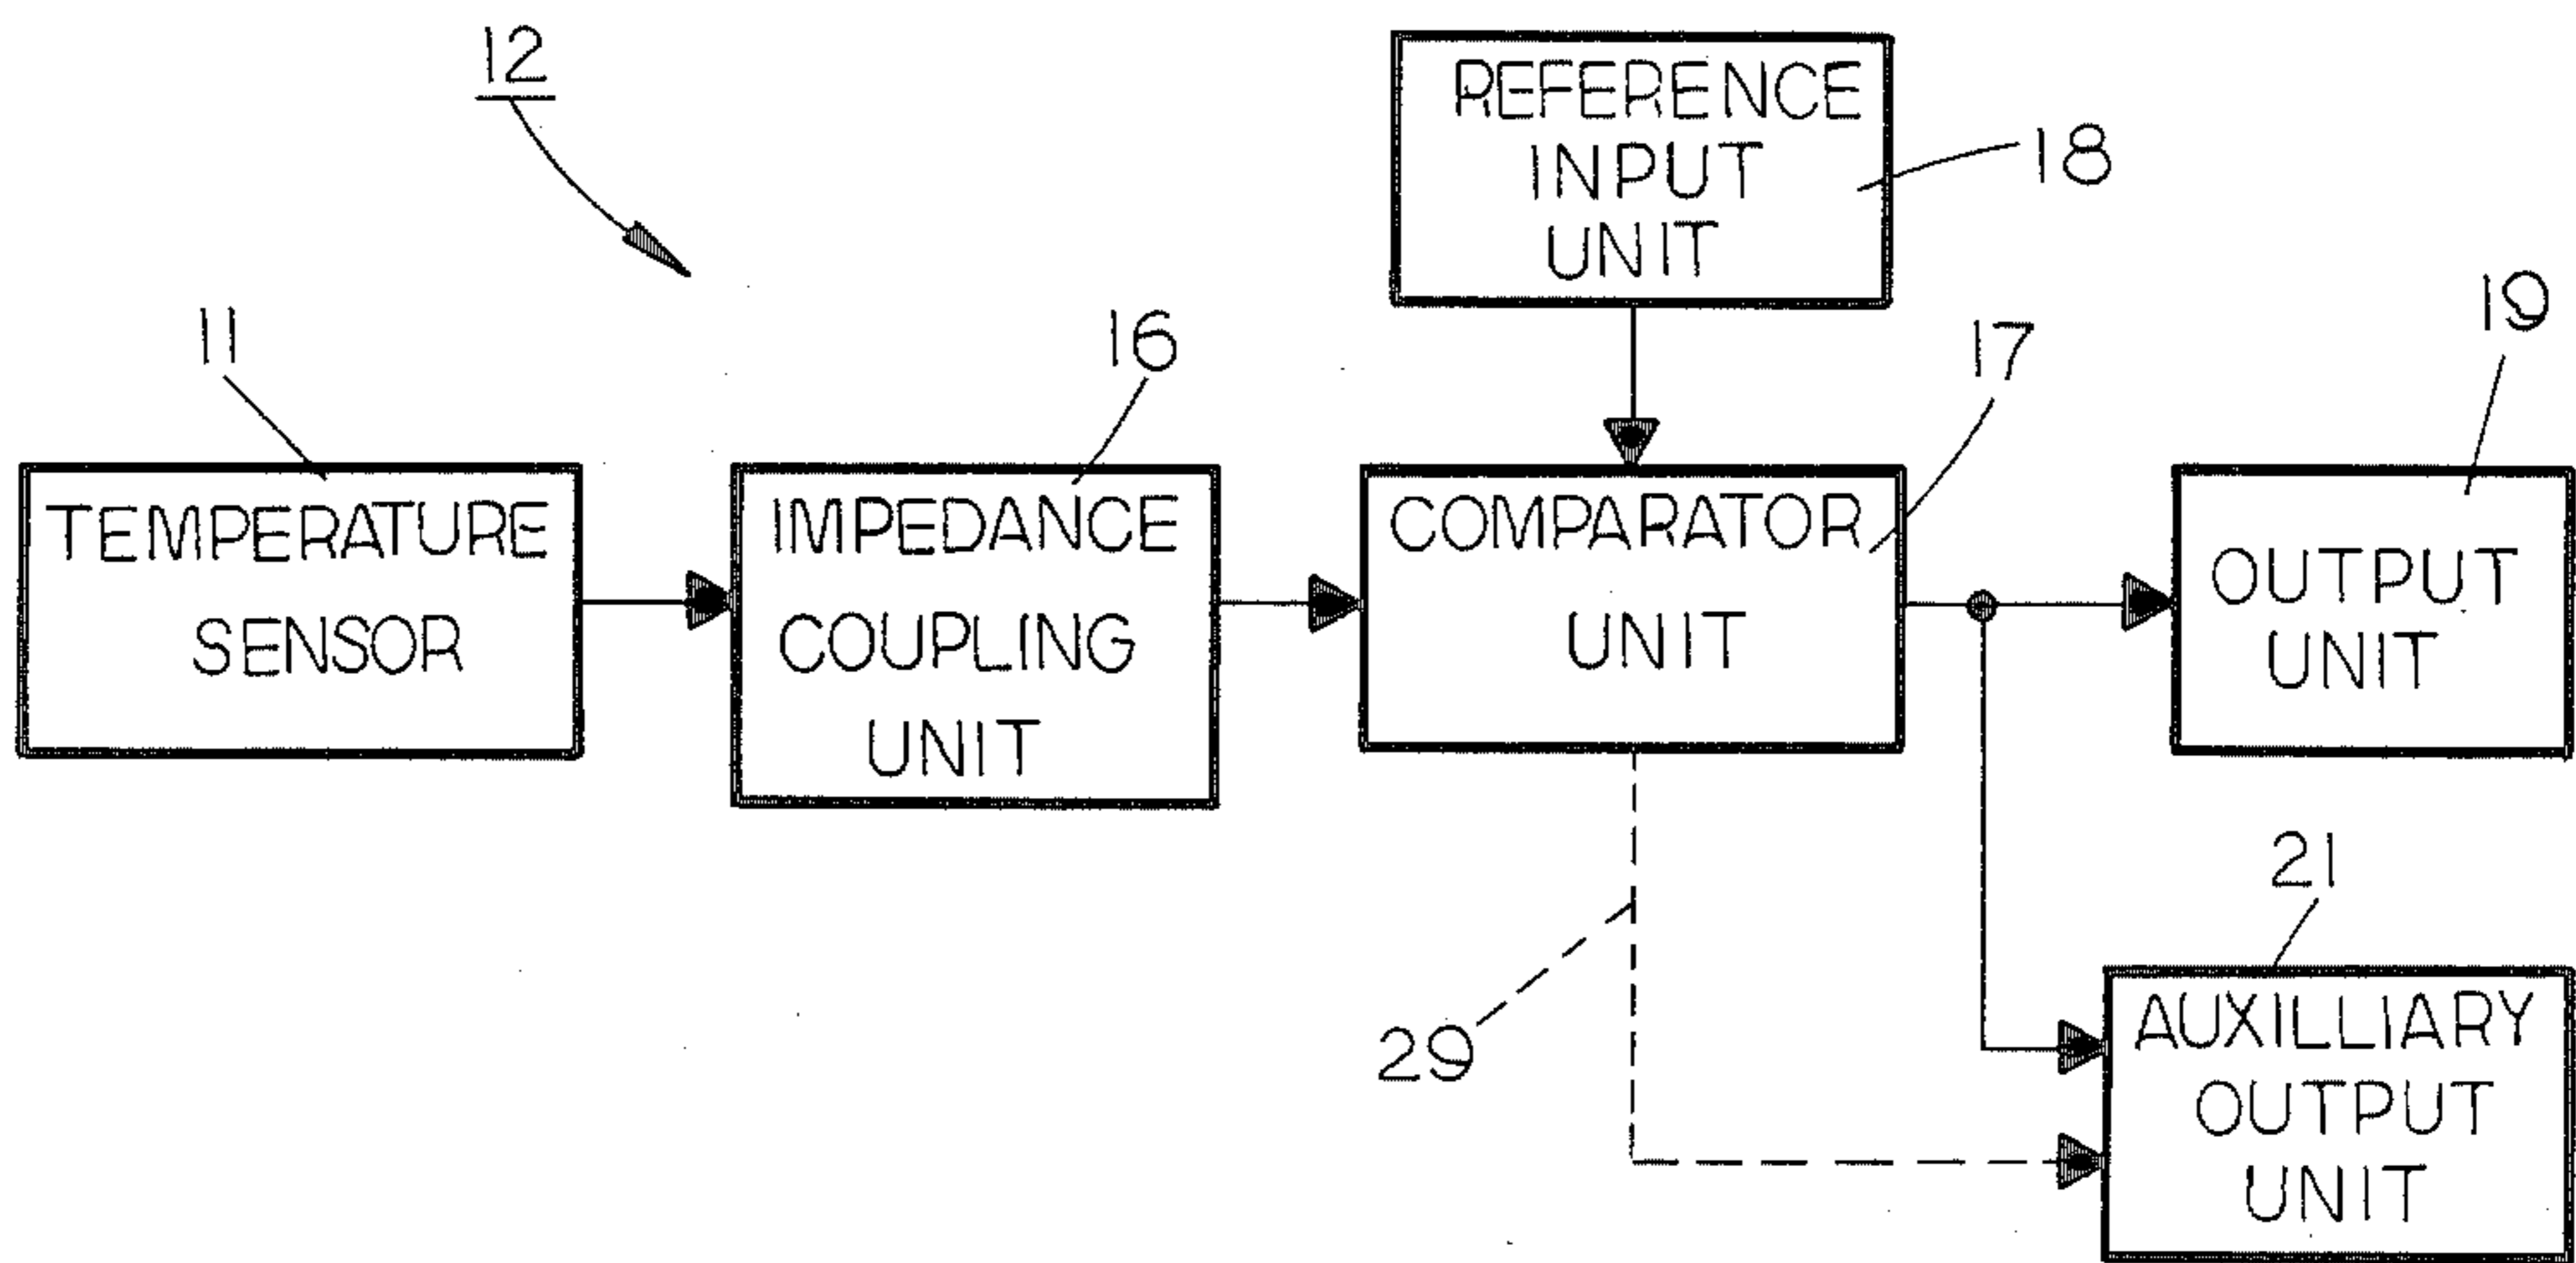 12
REFERENCE
INPUT
UNIT
18
11
16
17
19
TEMPERATURE
SENSOR
IMPEDANCE
COUPLING
UNIT
COMPARATOR
UNIT
OUTPUT
UNIT
29
21
AUXILLIARY
OUTPUT
UNIT